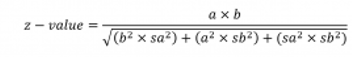 z − value = a × b / √(b² × sa²) + (a² × sb²) + (sa² × sb²)